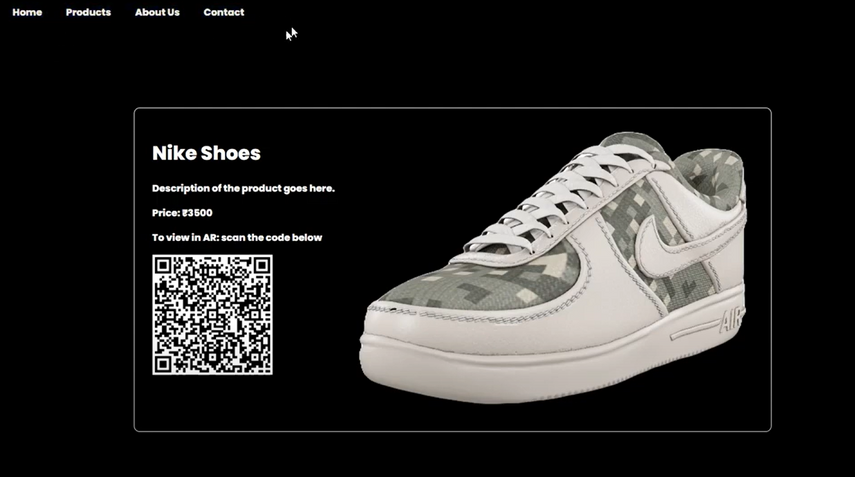 Home Products About Us Contact
Nike Shoes
Description of the product goes here.
Price: ₹3500
To view in AR: scan the code below
AIR